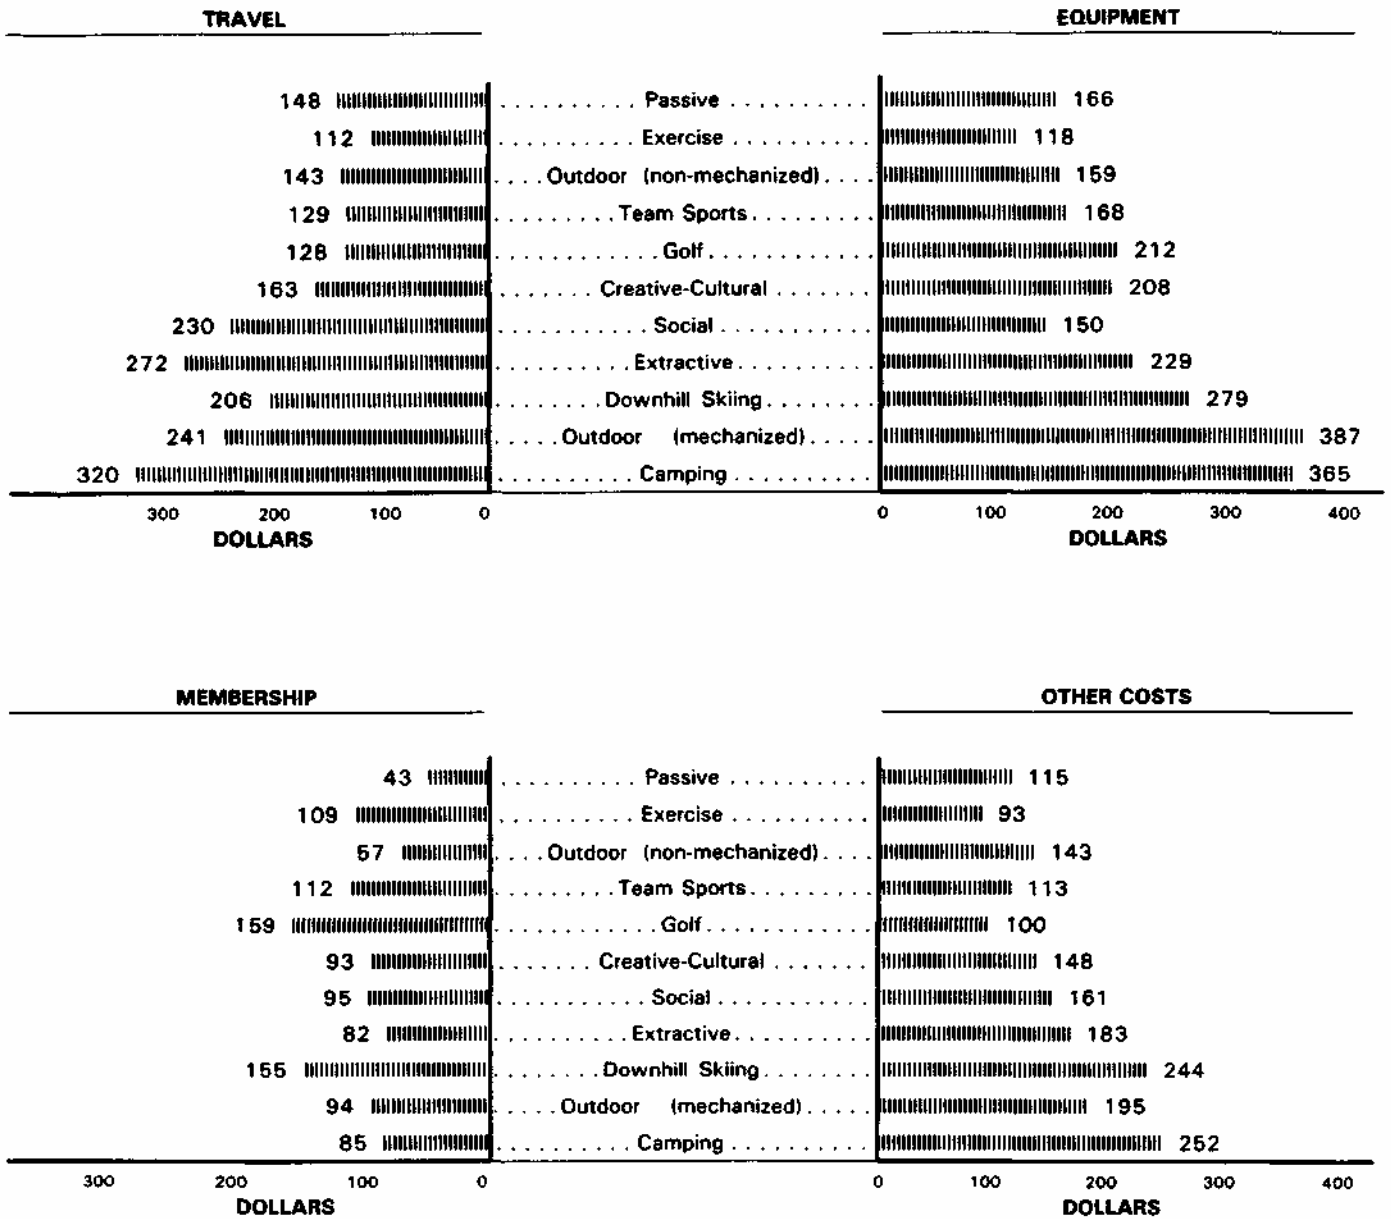 TRAVEL EQUIPMENT
148 Passive 166
112 Exercise 118
143 Outdoor (non-mechanized) 159
129 Team Sports 168
128 Golf 212
163 Creative-Cultural 208
230 Social 150
272 Extractive 229
206 Downhill Skiing 279
241 Outdoor (mechanized) 387
320 Camping 365
300 200 100 0 0 100 200 300 400
DOLLARS DOLLARS
MEMBERSHIP OTHER COSTS
43 Passive 115
109 Exercise 93
57 Outdoor (non-mechanized) 143
112 Team Sports 113
159 Golf 100
93 Creative-Cultural 148
95 Social 161
82 Extractive 183
155 Downhill Skiing 244
94 Outdoor (mechanized) 195
85 Camping 252
300 200 100 0 0 100 200 300 400
DOLLARS DOLLARS